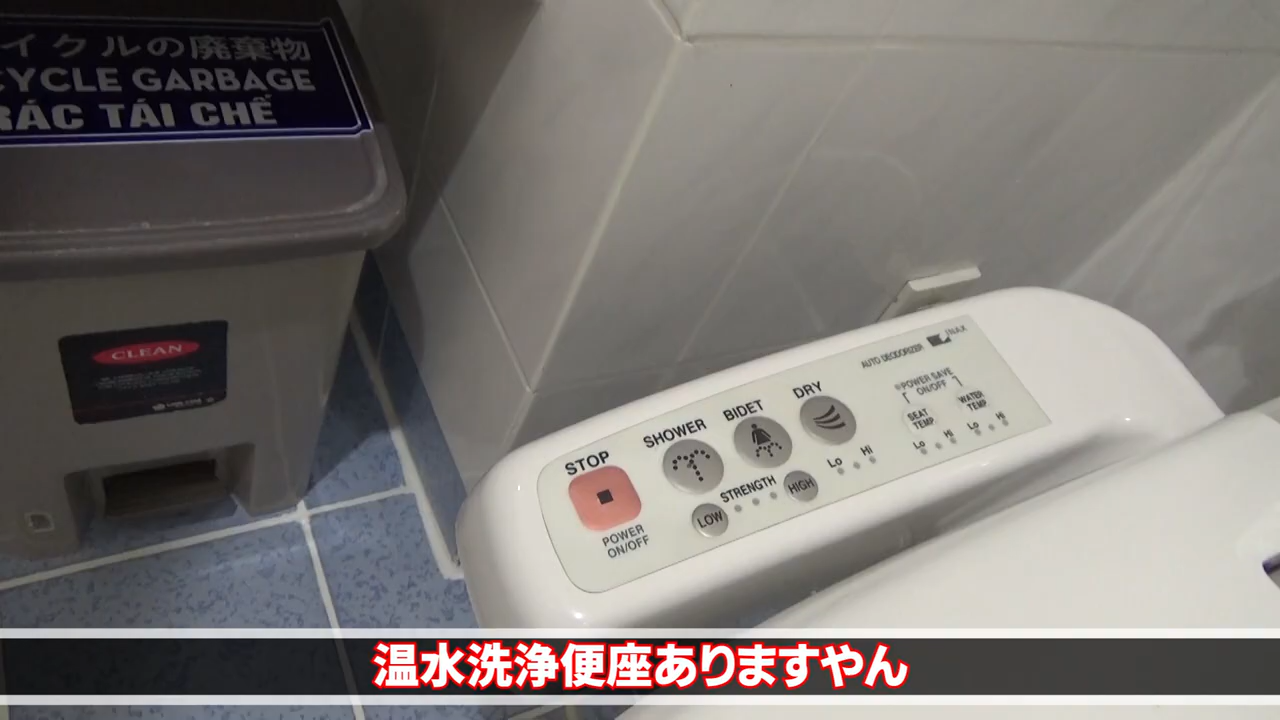 イクルの廃棄物
CYCLE GARBAGE
RÁC TÁI CHẾ
CLEAN
STOP
POWER
ON/OFF
SHOWER
BIDET
DRY
LOW
STRENGTH
HIGH
Lo
Hi
AUTO DEODORIZER
INAX
POWER SAVE
ON/OFF
SEAT
TEMP
WATER
TEMP
Lo
Hi
Lo
Hi
温水洗浄便座ありますやん